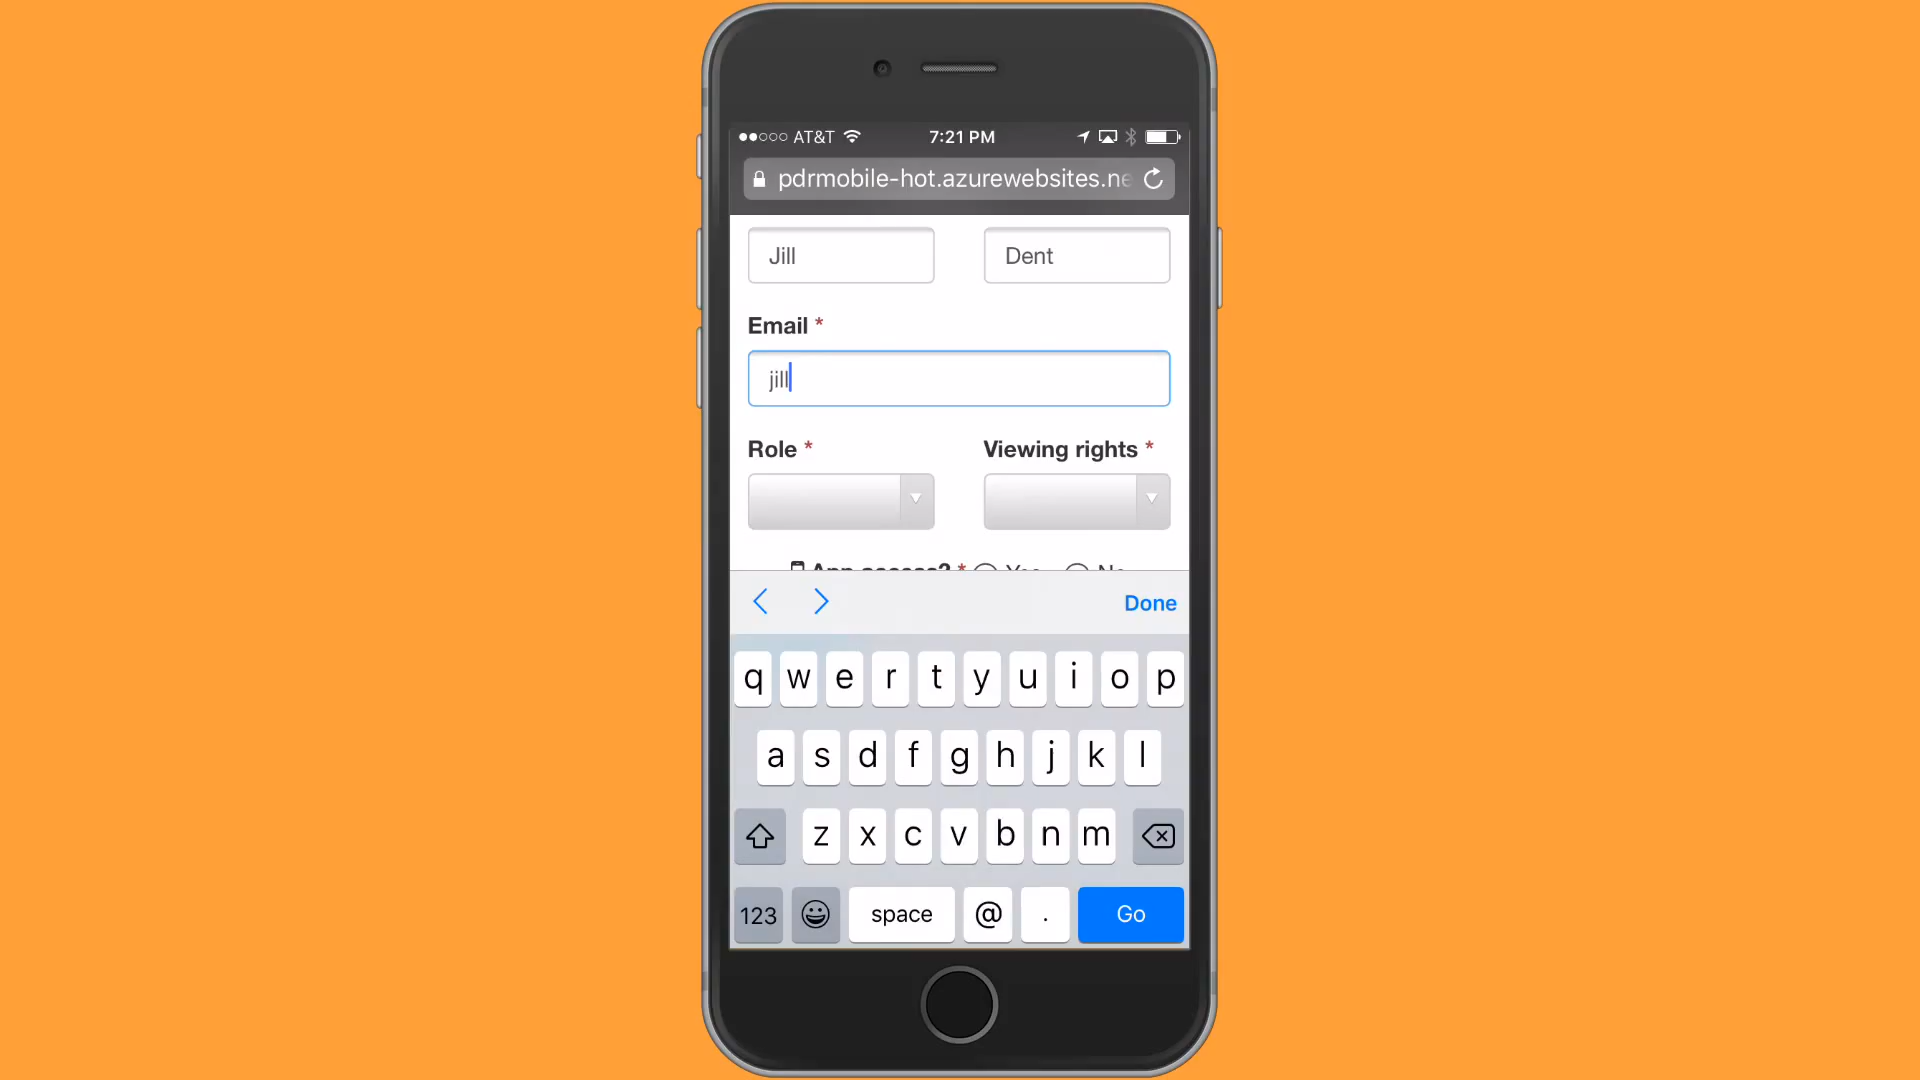 AT&T 7:21 PM
pdrmobile-hot.azurewebsites.ne
Jill Dent
Email *
jill
Role * Viewing rights *
App access? * Yes No
Done
q w e r t y u i o p
a s d f g h j k l
z x c v b n m
123 space @ . Go